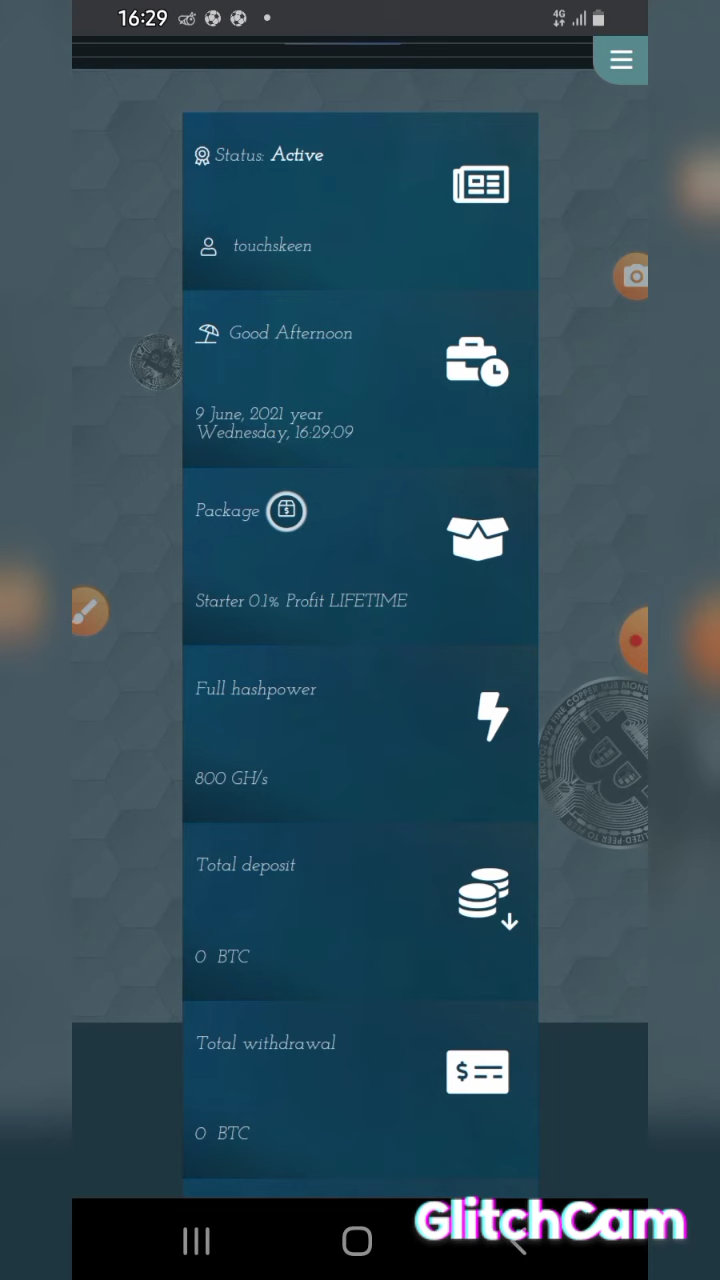 16:29
4G
Status: Active
touchskeen
Good Afternoon
9 June, 2021 year
Wednesday, 16:29:09
Package
Starter 0.1% Profit LIFETIME
Full hashpower
800 GH/s
Total deposit
0 BTC
Total withdrawal
$
0 BTC
GlitchCam